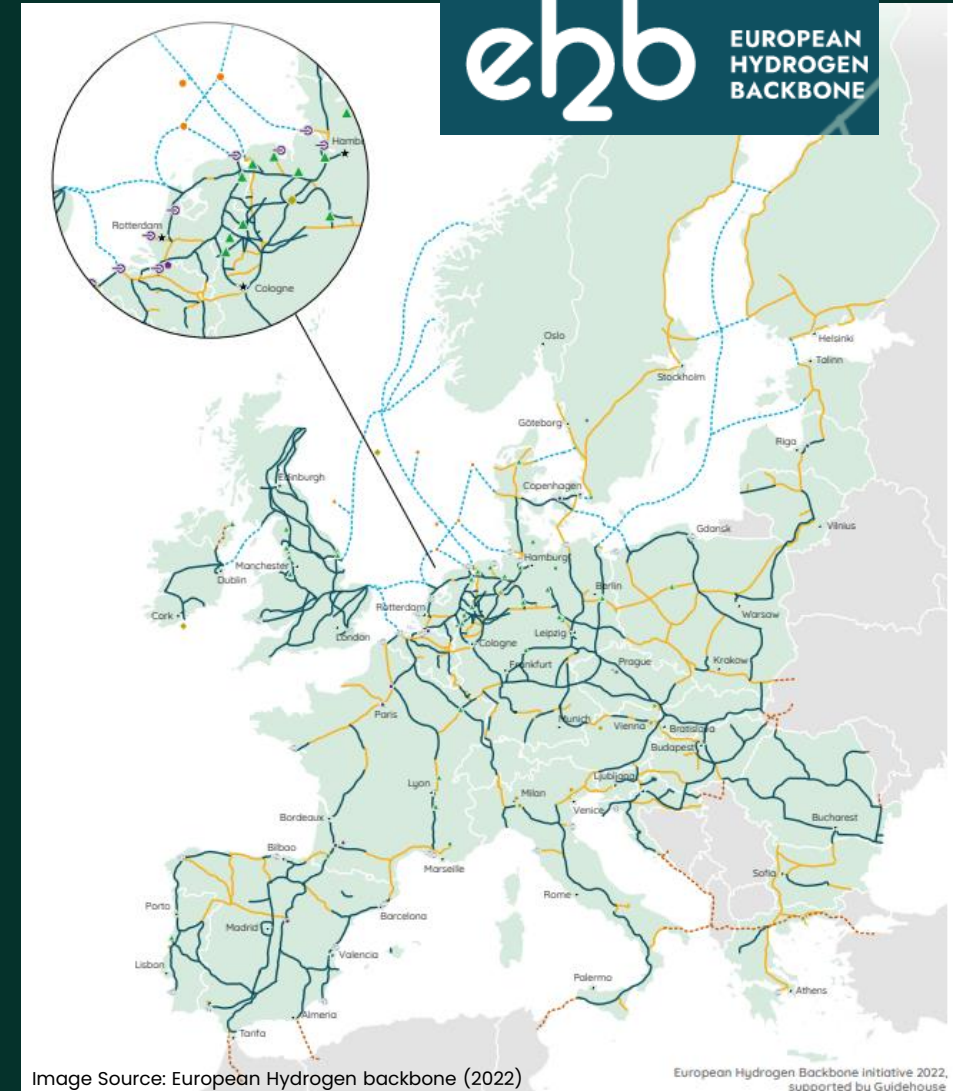 eh2b
EUROPEAN
HYDROGEN
BACKBONE
Hamb
Rotterdam
Cologne
Oslo
Helsinki
Tallinn
Stockholm
Göteborg
Riga
Copenhagen
Edinburgh
Vilnius
Gdansk
Hamburg
Manchester
Dublin
Berlin
Rotterdam
Cork
Warsaw
London
Leipzig
Cologne
Frankfurt
Prague
Krakow
Paris
Munich
Vienna
Bratislava
Budapest
Ljubljana
Lyon
Milan
Venice
Bordeaux
Bucharest
Bilbao
Marseille
Sofia
Porto
Rome
Barcelona
Madrid
Valencia
Lisbon
Palermo
Athens
Almeria
Tarifa
Image Source: European Hydrogen backbone (2022)
European Hydrogen Backbone initiative 2022,
supported by Guidehouse